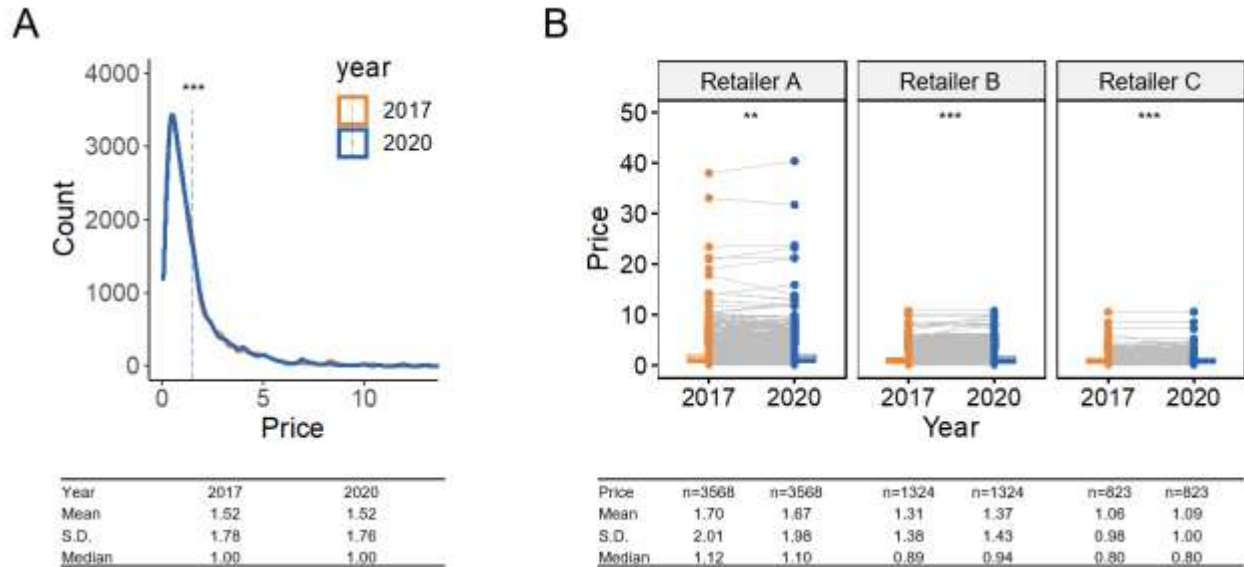 A
B
4000
3000
2000
1000
0
Count
***
year
2017
2020
0 5 10
Price
Retailer A Retailer B Retailer C
** *** ***
50
40
30
20
10
0
Price
2017 2020 2017 2020 2017 2020
Year
Year 2017 2020
Mean 1.52 1.52
S.D. 1.78 1.76
Median 1.00 1.00
Price n=3568 n=3568 n=1324 n=1324 n=823 n=823
Mean 1.70 1.67 1.31 1.37 1.06 1.09
S.D. 2.01 1.98 1.38 1.43 0.98 1.00
Median 1.12 1.10 0.89 0.94 0.80 0.80